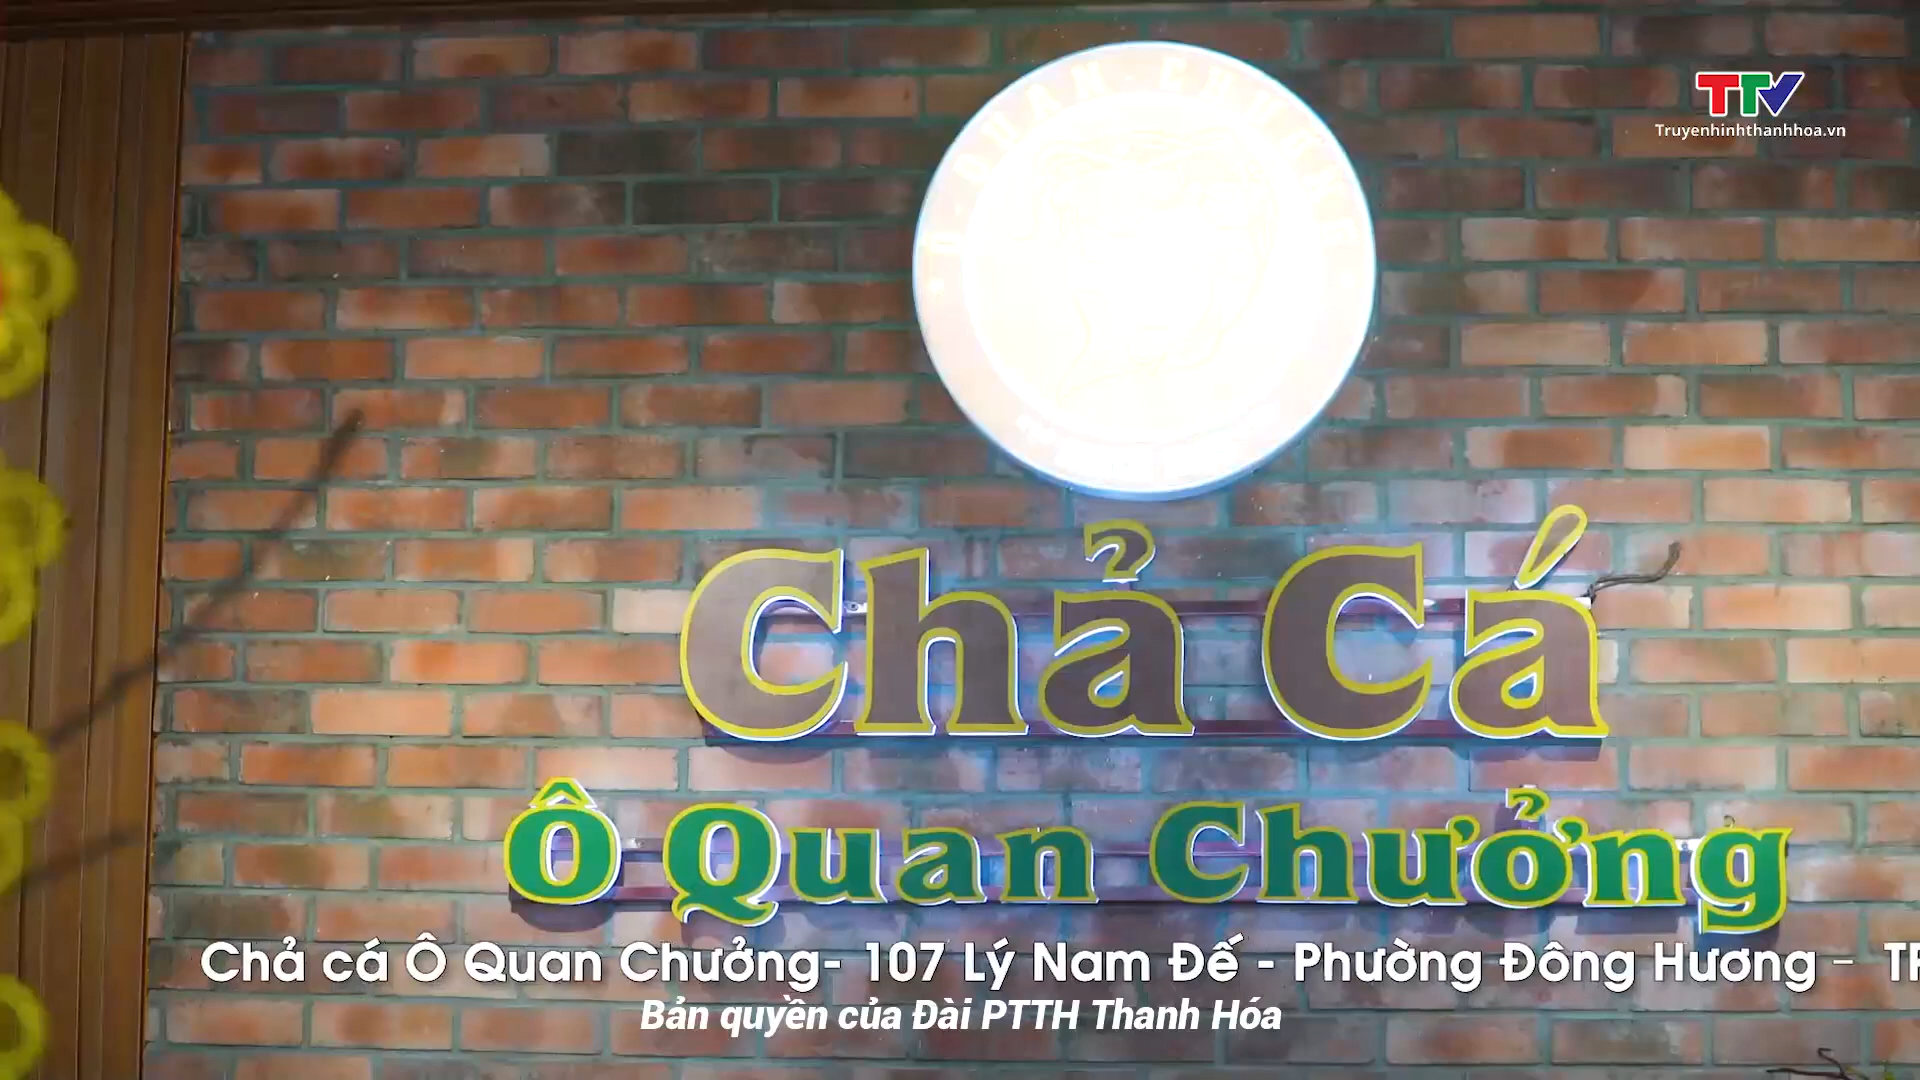 TTV
Truyenhinhthanhhoa.vn
Chả Cá
Ô Quan Chưởng
Chả cá Ô Quan Chưởng- 107 Lý Nam Đế - Phường Đông Hương -
Bản quyền của Đài PTTH Thanh Hóa